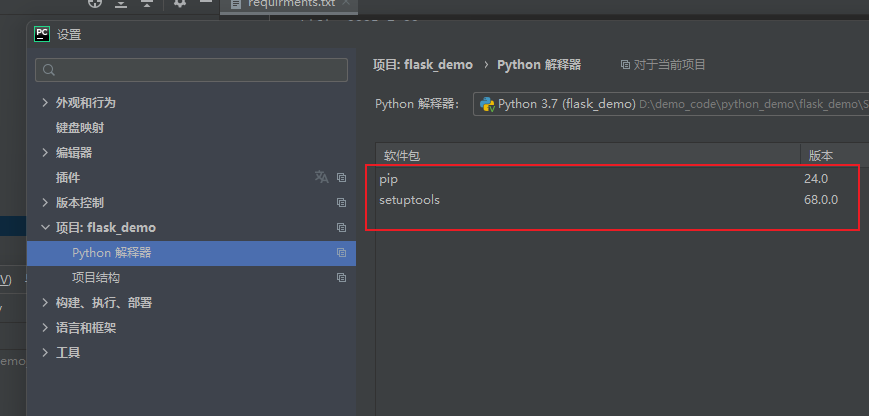 requirments.txt
设置
项目: flask_demo › Python 解释器 对于当前项目
外观和行为
键盘映射
编辑器
插件
版本控制
项目: flask_demo
Python 解释器
项目结构
构建、执行、部署
语言和框架
工具
Python 解释器: Python 3.7 (flask_demo) D:\demo_code\python_demo\flask_demo\S
软件包 版本
pip 24.0
setuptools 68.0.0
V)
emo